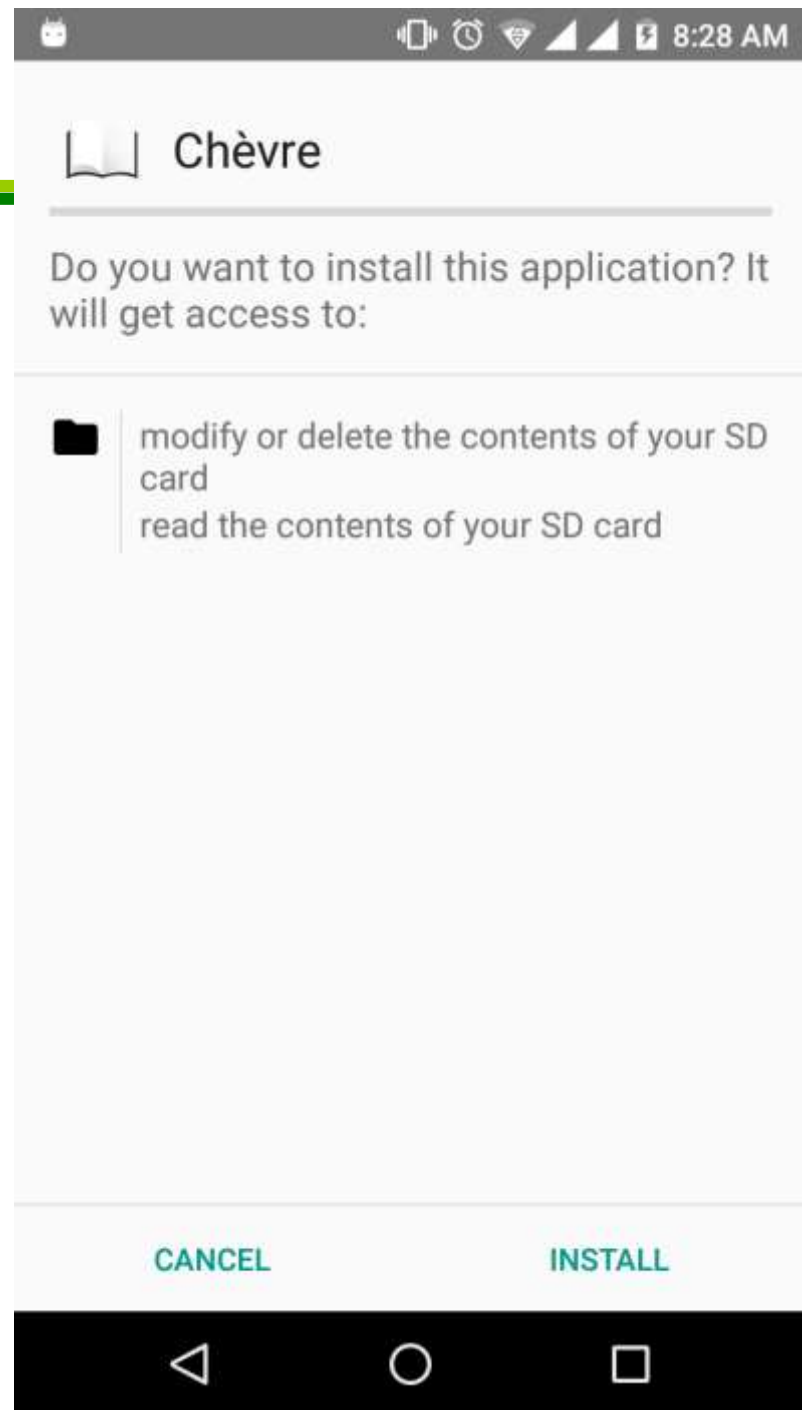 8:28 AM
Chèvre
Do you want to install this application? It
will get access to:
modify or delete the contents of your SD
card
read the contents of your SD card
CANCEL
INSTALL